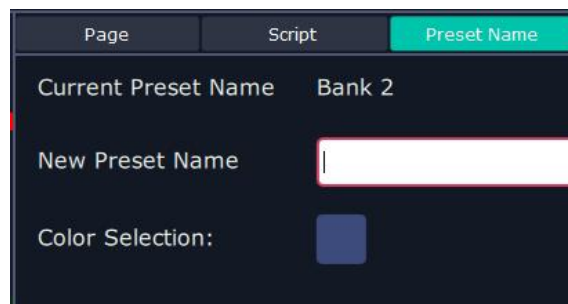 Page Script Preset Name
Current Preset Name Bank 2
New Preset Name
Color Selection: